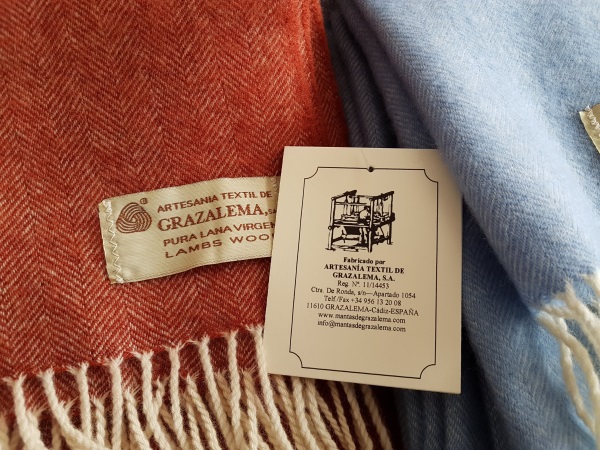 ®
ARTESANIA TEXTIL DE
GRAZALEMA,
PURA LANA VIRGEN
LAMBS WOOL
Fabricado por
ARTESANÍA TEXTIL DE
GRAZALEMA, S.A.
Reg. Nº. 11/14453
Ctra. De Ronda, s/n—Apartado 1054
Telf./Fax +34 956 13 20 08
11610 GRAZALEMA-Cádiz-ESPAÑA
www.mantasdegrazalema.com
info@mantasdegrazalema.com